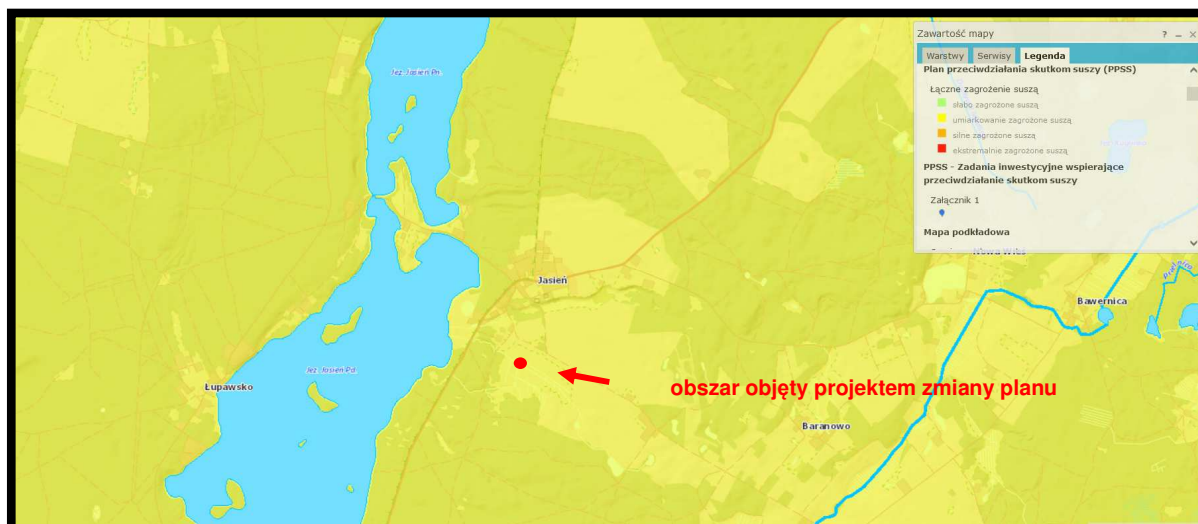 Zawartość mapy
? – ×
Warstwy Serwisy Legenda
Plan przeciwdziałania skutkom suszy (PPSS)
Łączne zagrożenie suszą
słabo zagrożone suszą
umiarkowanie zagrożone suszą
silne zagrożone suszą
ekstremalnie zagrożone suszą
PPSS - Zadania inwestycyjne wspierające
przeciwdziałanie skutkom suszy
Załącznik 1
Mapa podkładowa
Nowa Wieś
Jez. Jasień Pn.
Jasień
Bawernica
Jez. Jasień Pd.
Łupawsko
obszar objęty projektem zmiany planu
Baranowo